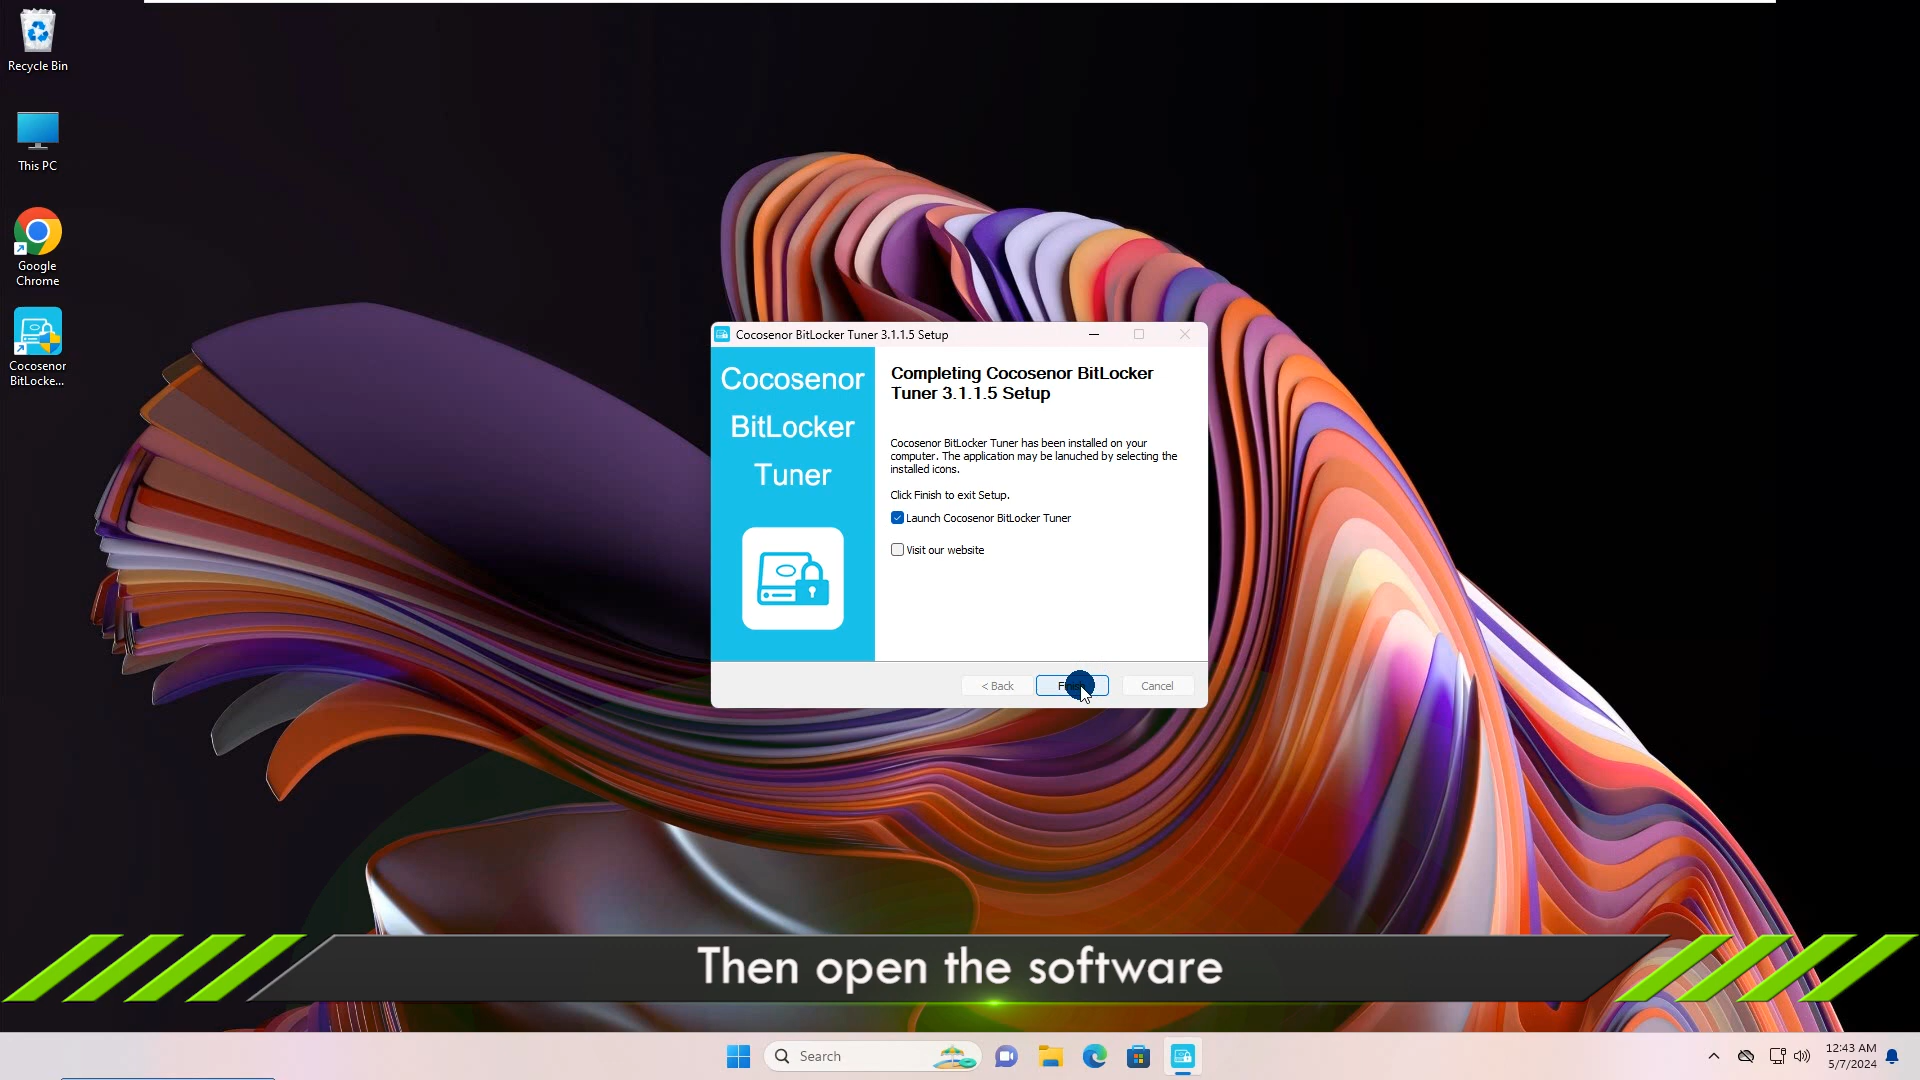 Recycle Bin
This PC
Google
Chrome
Cocosenor
BitLocke...
Cocosenor BitLocker Tuner 3.1.1.5 Setup
Cocosenor
BitLocker
Tuner
Completing Cocosenor BitLocker
Tuner 3.1.1.5 Setup
Cocosenor BitLocker Tuner has been installed on your
computer. The application may be lanuched by selecting the
installed icons.
Click Finish to exit Setup.
Launch Cocosenor BitLocker Tuner
Visit our website
< Back
Finish
Cancel
Then open the software
Search
12:43 AM
5/7/2024